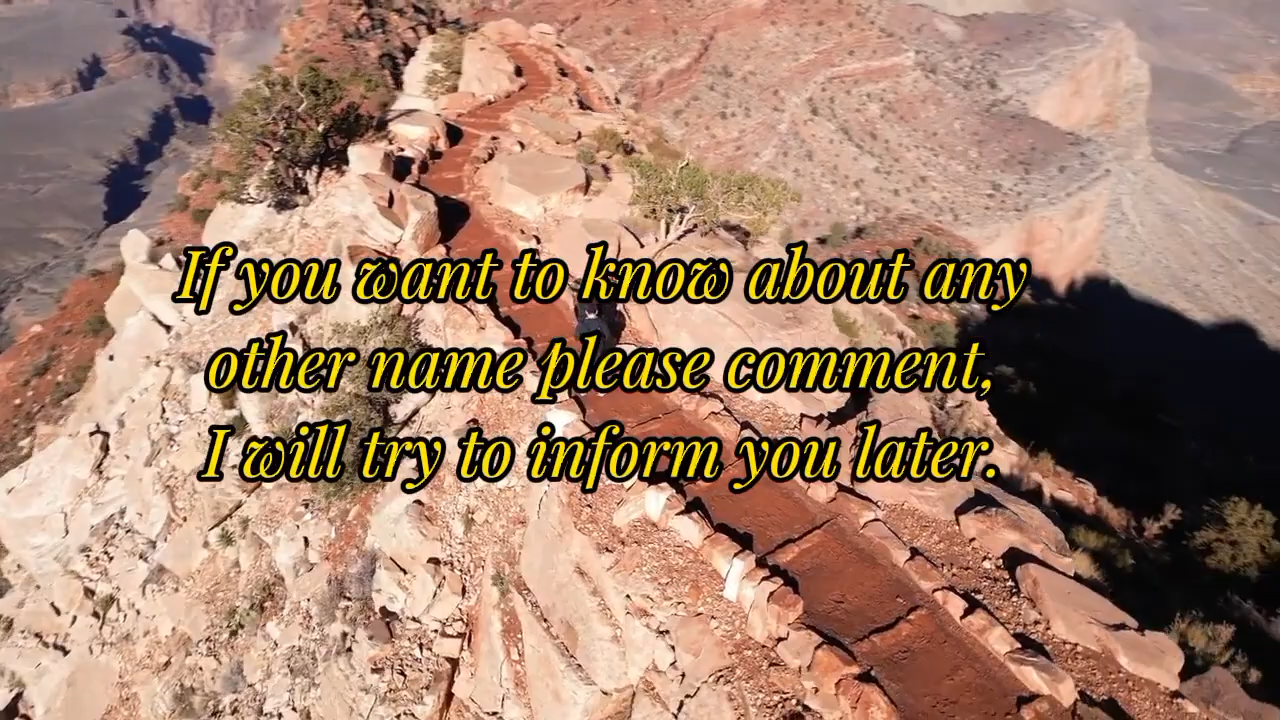 If you want to know about any
other name please comment,
I will try to inform you later.